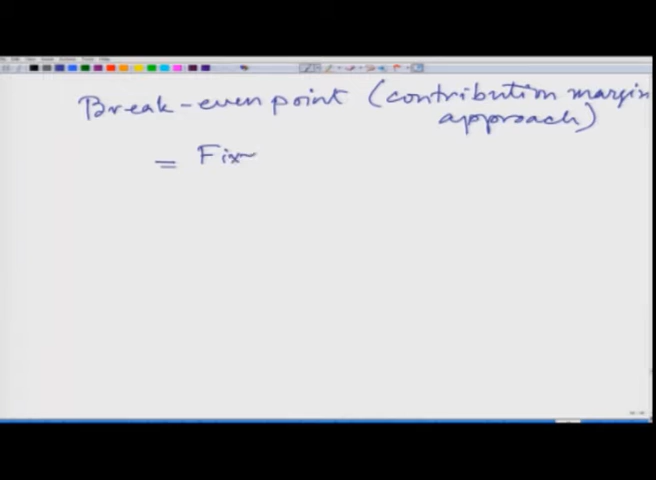 Break-even point (contribution margin
approach)
= Fix